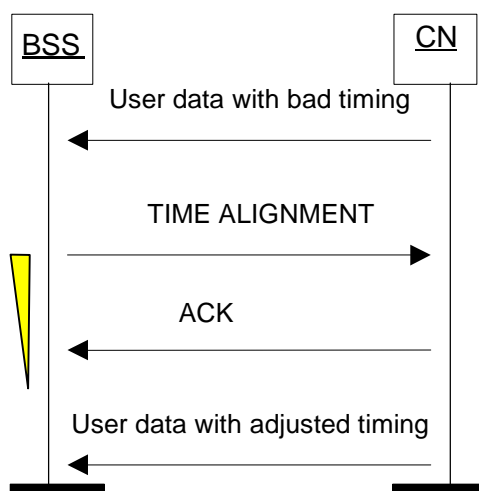 BSS
CN
User data with bad timing
TIME ALIGNMENT
ACK
User data with adjusted timing